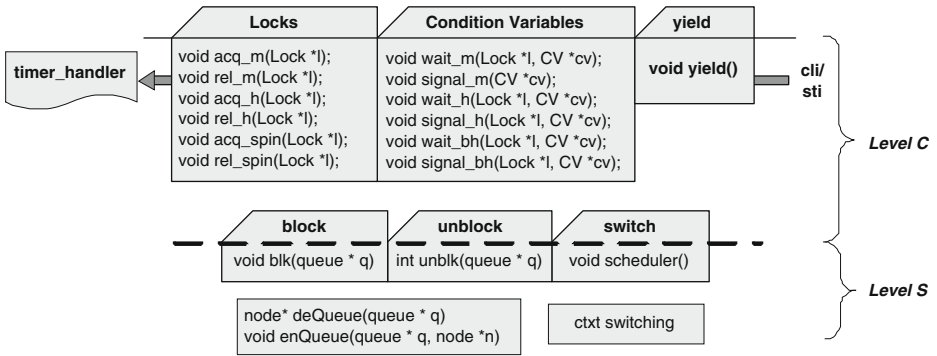 Locks
Condition Variables
yield
timer_handler
void acq_m(Lock *l);
void rel_m(Lock *l);
void acq_h(Lock *l);
void rel_h(Lock *l);
void acq_spin(Lock *l);
void rel_spin(Lock *l);
void wait_m(Lock *l, CV *cv);
void signal_m(CV *cv);
void wait_h(Lock *l, CV *cv);
void signal_h(Lock *l, CV *cv);
void wait_bh(Lock *l, CV *cv);
void signal_bh(Lock *l, CV *cv);
void yield()
cli/
sti
Level C
block
unblock
switch
void blk(queue * q)
int unblk(queue * q)
void scheduler()
Level S
node* deQueue(queue * q)
void enQueue(queue * q, node *n)
ctxt switching